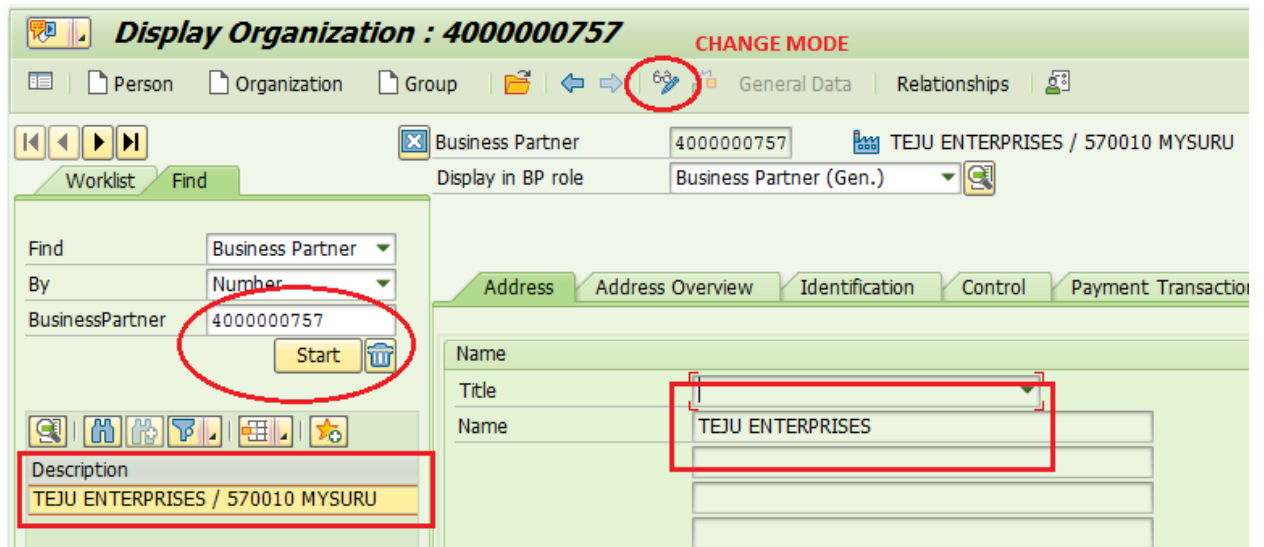 Display Organization : 4000000757
CHANGE MODE
Person Organization Group General Data Relationships
Business Partner 4000000757 TEJU ENTERPRISES / 570010 MYSURU
Worklist Find
Display in BP role Business Partner (Gen.)
Find Business Partner
By Number
BusinessPartner 4000000757
Start
Address Address Overview Identification Control Payment Transaction
Name
Title
Name TEJU ENTERPRISES
Description
TEJU ENTERPRISES / 570010 MYSURU